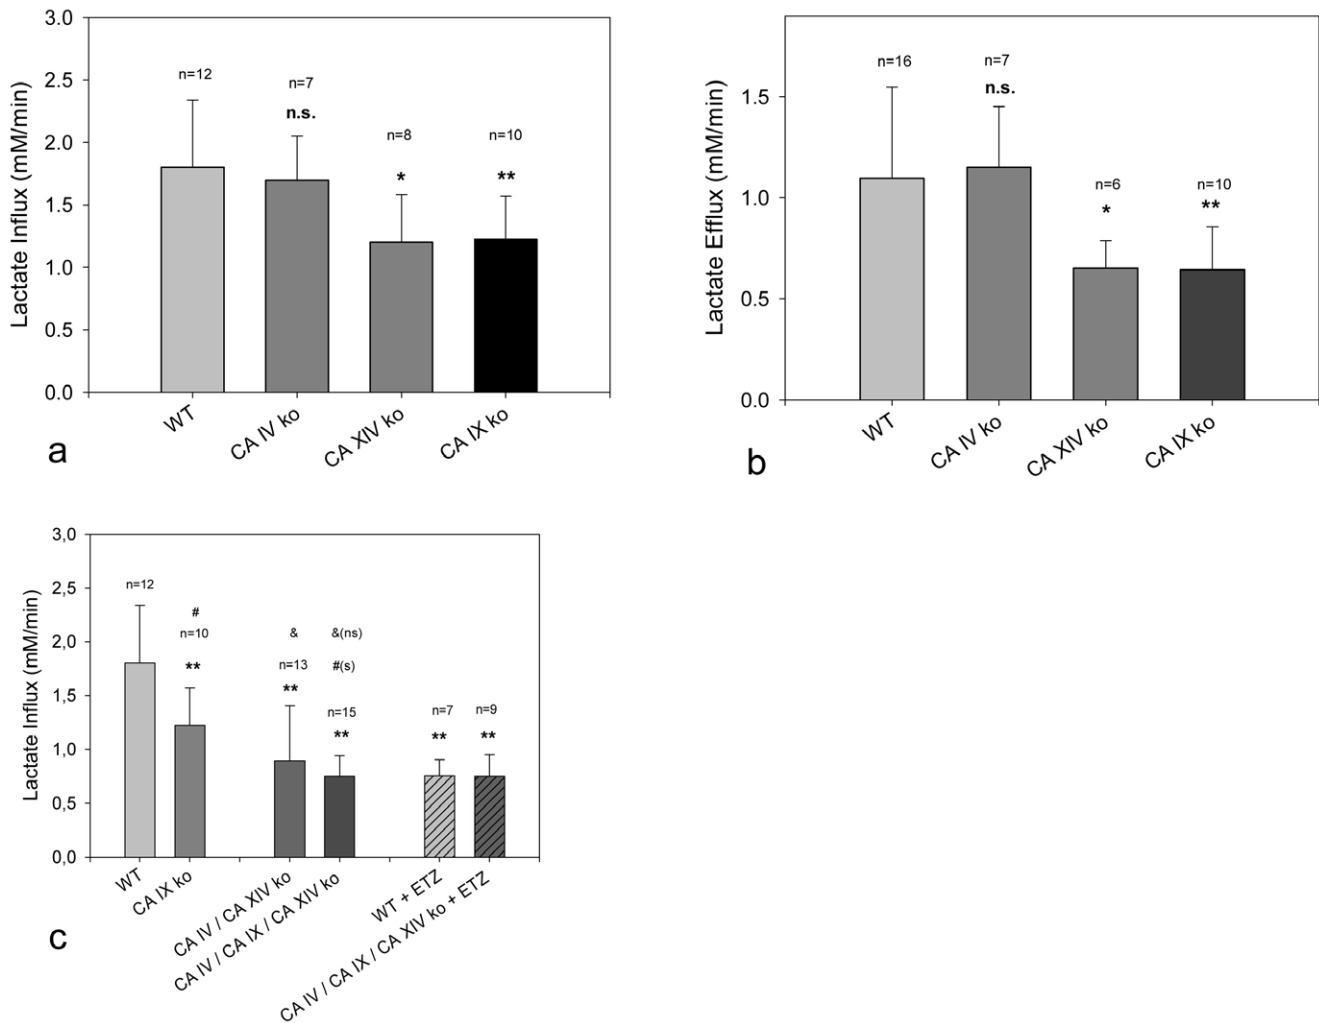 3.0
2.5
2.0
1.5
1.0
0.5
0.0
Lactate Influx (mM/min)
n=12
n=7
n.s.
n=8
*
n=10
**
WT
CA IV ko
CA XIV ko
CA IX ko
a
1.5
1.0
0.5
0.0
Lactate Efflux (mM/min)
n=16
n=7
n.s.
n=6
*
n=10
**
WT
CA IV ko
CA XIV ko
CA IX ko
b
3,0
2,5
2,0
1,5
1,0
0,5
0,0
Lactate Influx (mM/min)
n=12
#
n=10
**
&
n=13
**
&(ns)
#(s)
n=15
**
n=7
**
n=9
**
WT
CA IX ko
CA IV / CA XIV ko
CA IV / CA IX / CA XIV ko
WT + ETZ
CA IV / CA IX / CA XIV ko + ETZ
c